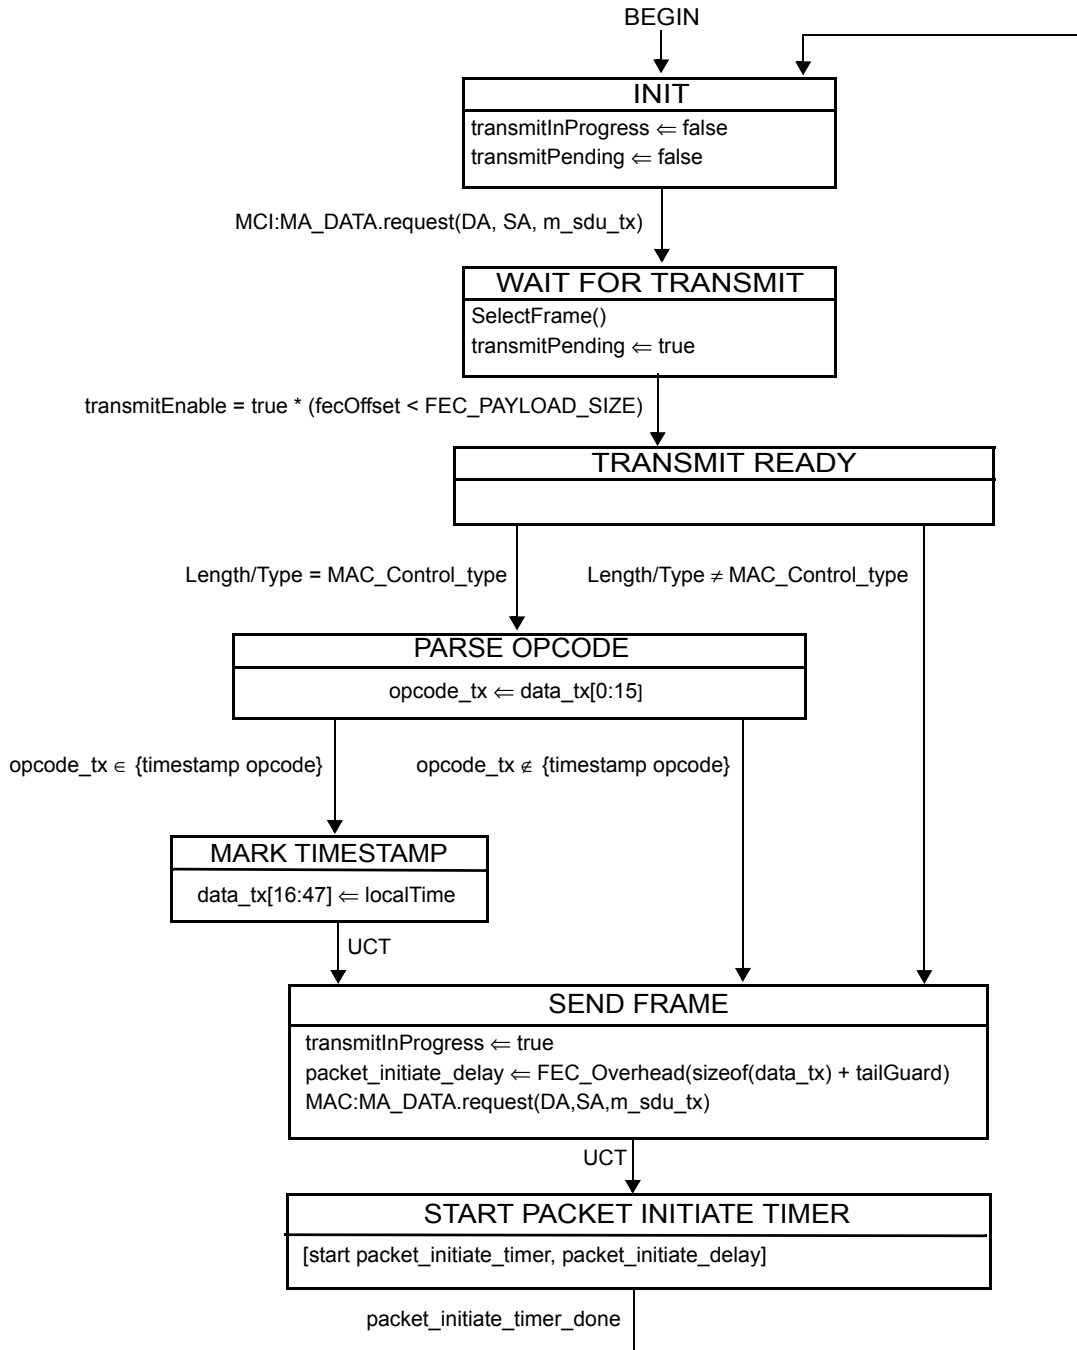 BEGIN
INIT
transmitInProgress ⇐ false
transmitPending ⇐ false
MCI:MA_DATA.request(DA, SA, m_sdu_tx)
WAIT FOR TRANSMIT
SelectFrame()
transmitPending ⇐ true
transmitEnable = true * (fecOffset < FEC_PAYLOAD_SIZE)
TRANSMIT READY
Length/Type = MAC_Control_type
Length/Type ≠ MAC_Control_type
PARSE OPCODE
opcode_tx ⇐ data_tx[0:15]
opcode_tx ∈ {timestamp opcode}
opcode_tx ∉ {timestamp opcode}
MARK TIMESTAMP
data_tx[16:47] ⇐ localTime
UCT
SEND FRAME
transmitInProgress ⇐ true
packet_initiate_delay ⇐ FEC_Overhead(sizeof(data_tx) + tailGuard)
MAC:MA_DATA.request(DA,SA,m_sdu_tx)
UCT
START PACKET INITIATE TIMER
[start packet_initiate_timer, packet_initiate_delay]
packet_initiate_timer_done